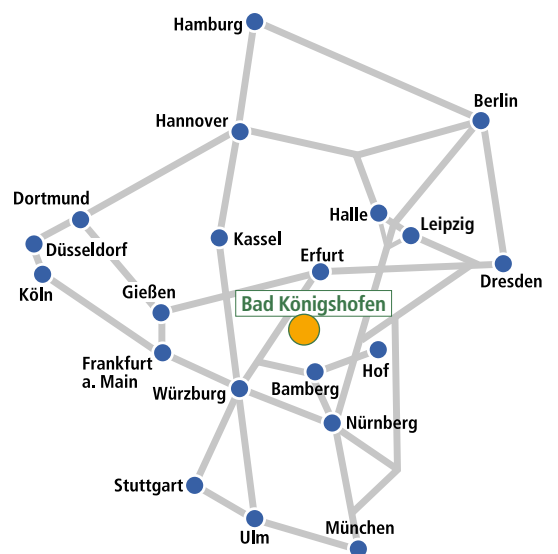 Hamburg
Berlin
Hannover
Dortmund
Halle
Leipzig
Düsseldorf
Kassel
Erfurt
Köln
Gießen
Dresden
Bad Königshofen
Frankfurt
a. Main
Würzburg
Bamberg
Hof
Nürnberg
Stuttgart
Ulm
München